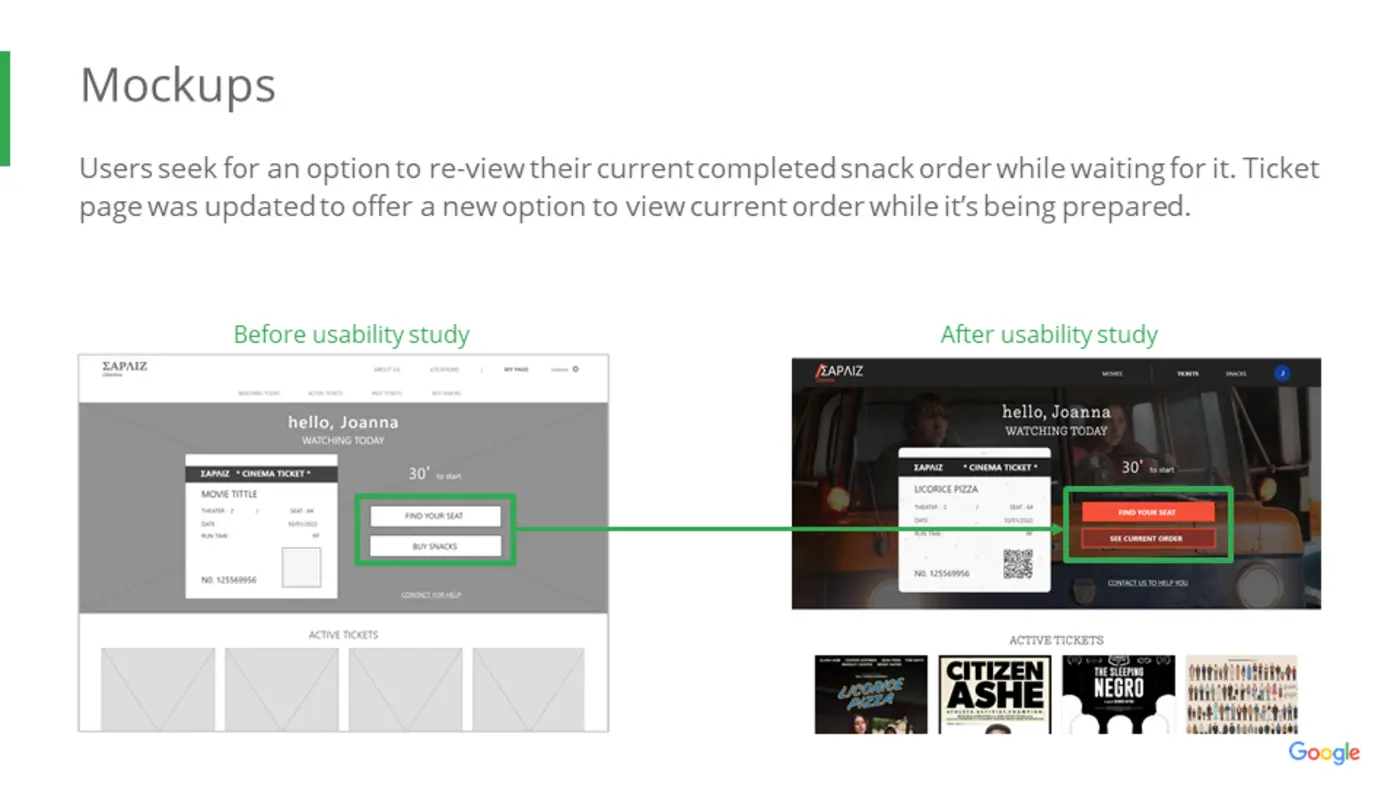 Mockups
Users seek for an option to re-view their current completed snack order while waiting for it. Ticket
page was updated to offer a new option to view current order while it's being prepared.
Before usability study
ΣΑΡΛΙΖ
cinema
ABOUT US
LOCATIONS
|
MY PAGE
WATCHING TODAY
ACTIVE TICKETS
PAST TICKETS
BUY SNACKS
hello, Joanna
WATCHING TODAY
ΣΑΡΛΙΖ * CINEMA TICKET *
MOVIE TITTLE
THEATER : 2 / SEAT : 64
DATE : 10/01/2022
RUN TIME : 90'
NO. 125569956
30' to start
FIND YOUR SEAT
BUY SNACKS
CONTACT FOR HELP
ACTIVE TICKETS
After usability study
ΣΑΡΛΙΖ
cinema
MOVIES
TICKETS
SNACKS
J
hello, Joanna
WATCHING TODAY
ΣΑΡΛΙΖ * CINEMA TICKET *
LICORICE PIZZA
THEATER : 2 / SEAT : 64
DATE : 10/01/2022
RUN TIME : 90'
NO. 125569956
30' to start
FIND YOUR SEAT
SEE CURRENT ORDER
CONTACT US TO HELP YOU
ACTIVE TICKETS
LICORICE
PIZZA
CITIZEN
ASHE
THE SLEEPING
NEGRO
Google